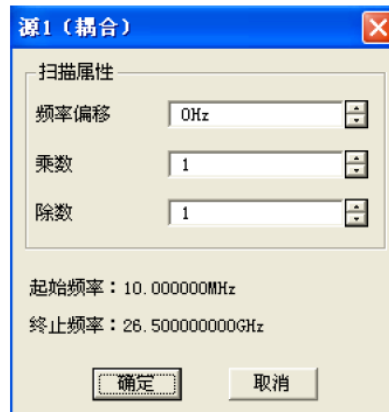 源1（耦合）
扫描属性
频率偏移 0Hz
乘数 1
除数 1
起始频率：10.000000MHz
终止频率：26.500000000GHz
确定 取消